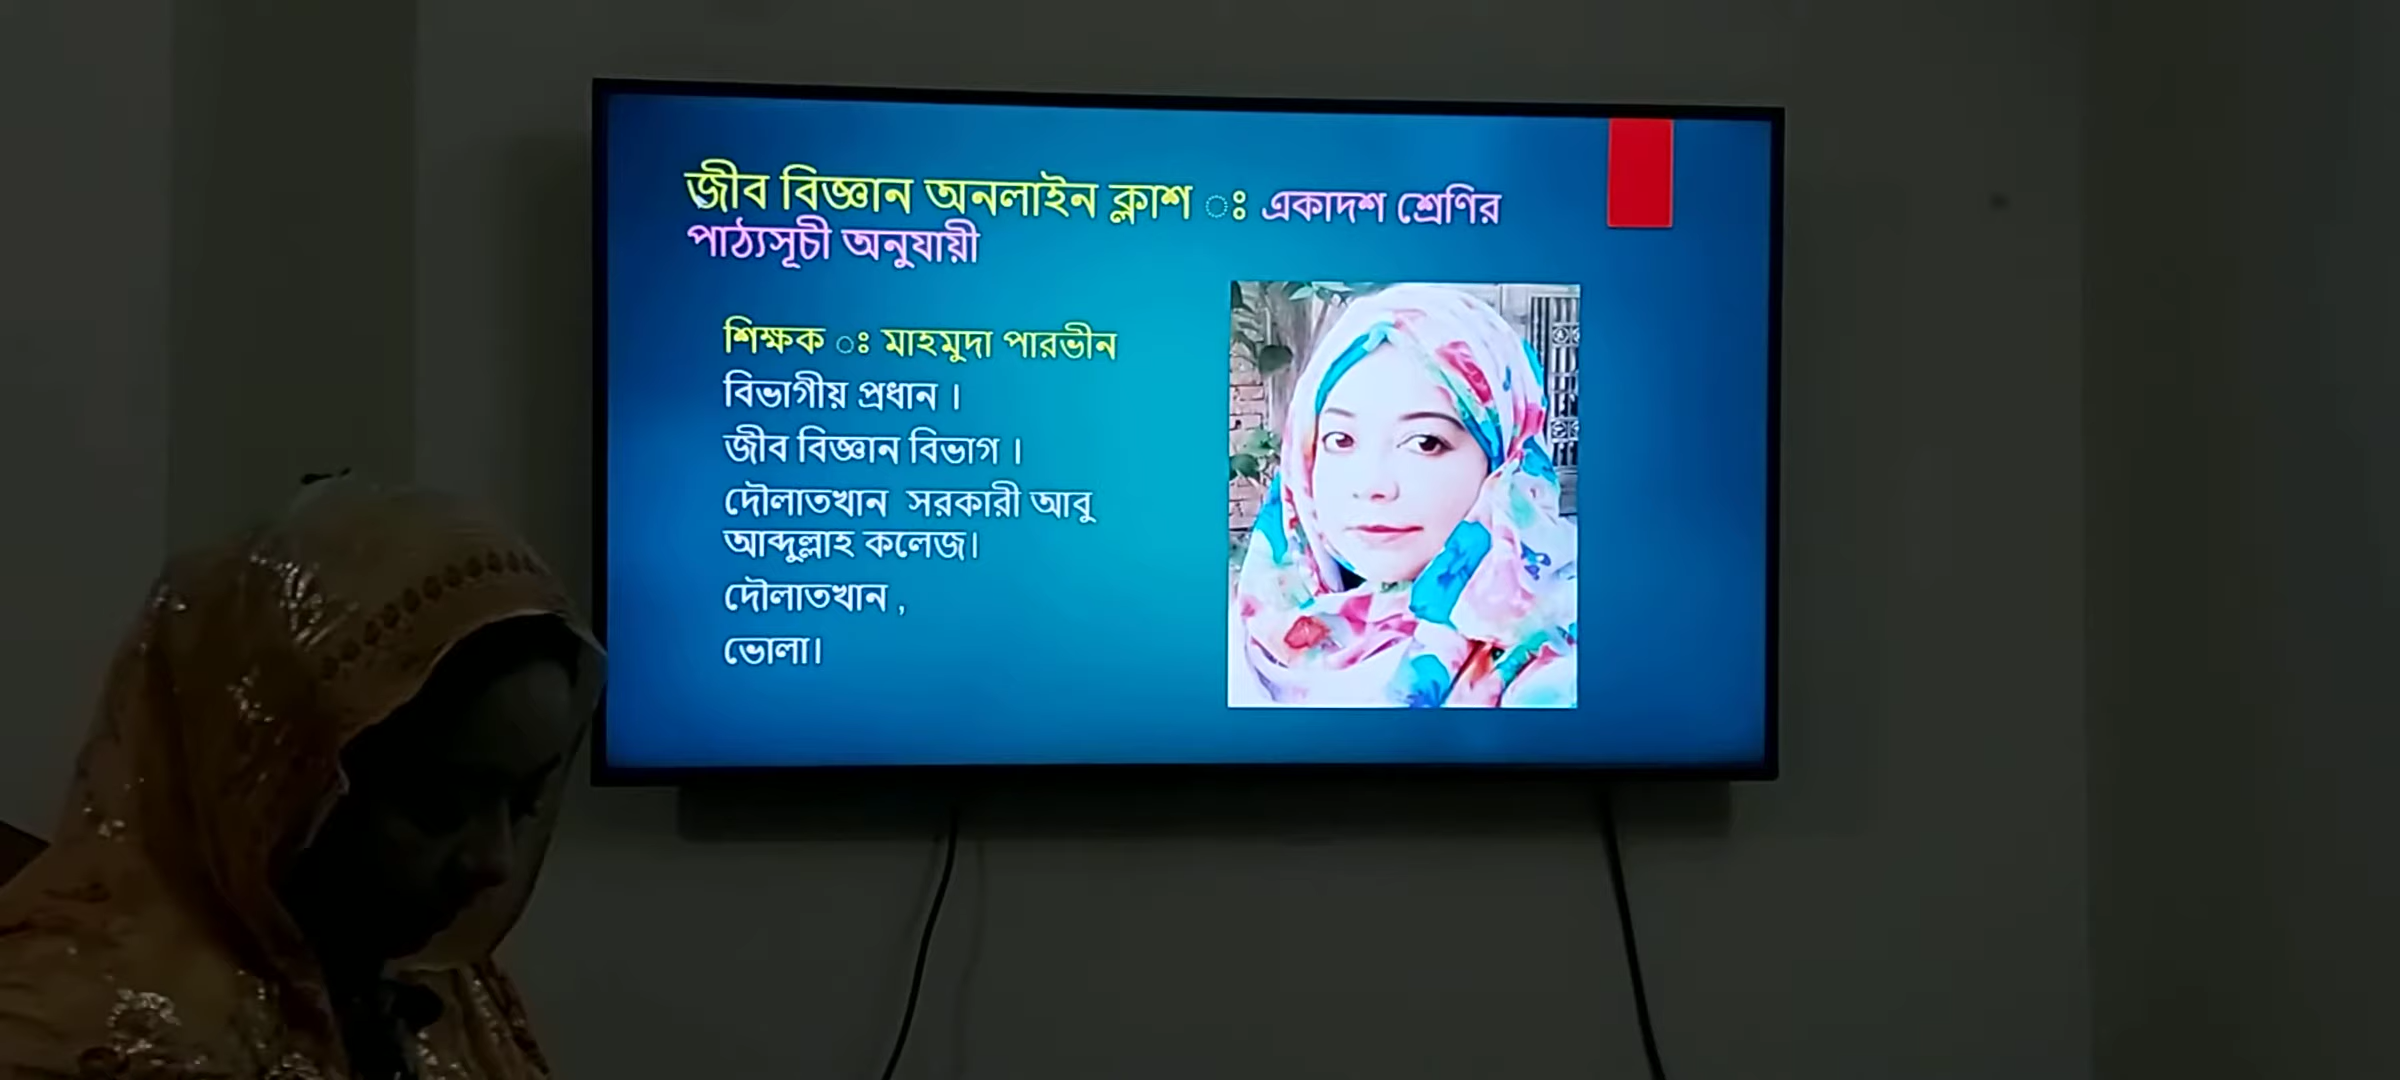 জীব বিজ্ঞান অনলাইন ক্লাশ ঃ একাদশ শ্রেণির
পাঠ্যসূচী অনুযায়ী
শিক্ষক ঃ মাহমুদা পারভীন
বিভাগীয় প্রধান ।
জীব বিজ্ঞান বিভাগ ।
দৌলাতখান সরকারী আবু
আব্দুল্লাহ কলেজ।
দৌলাতখান ,
ভোলা।